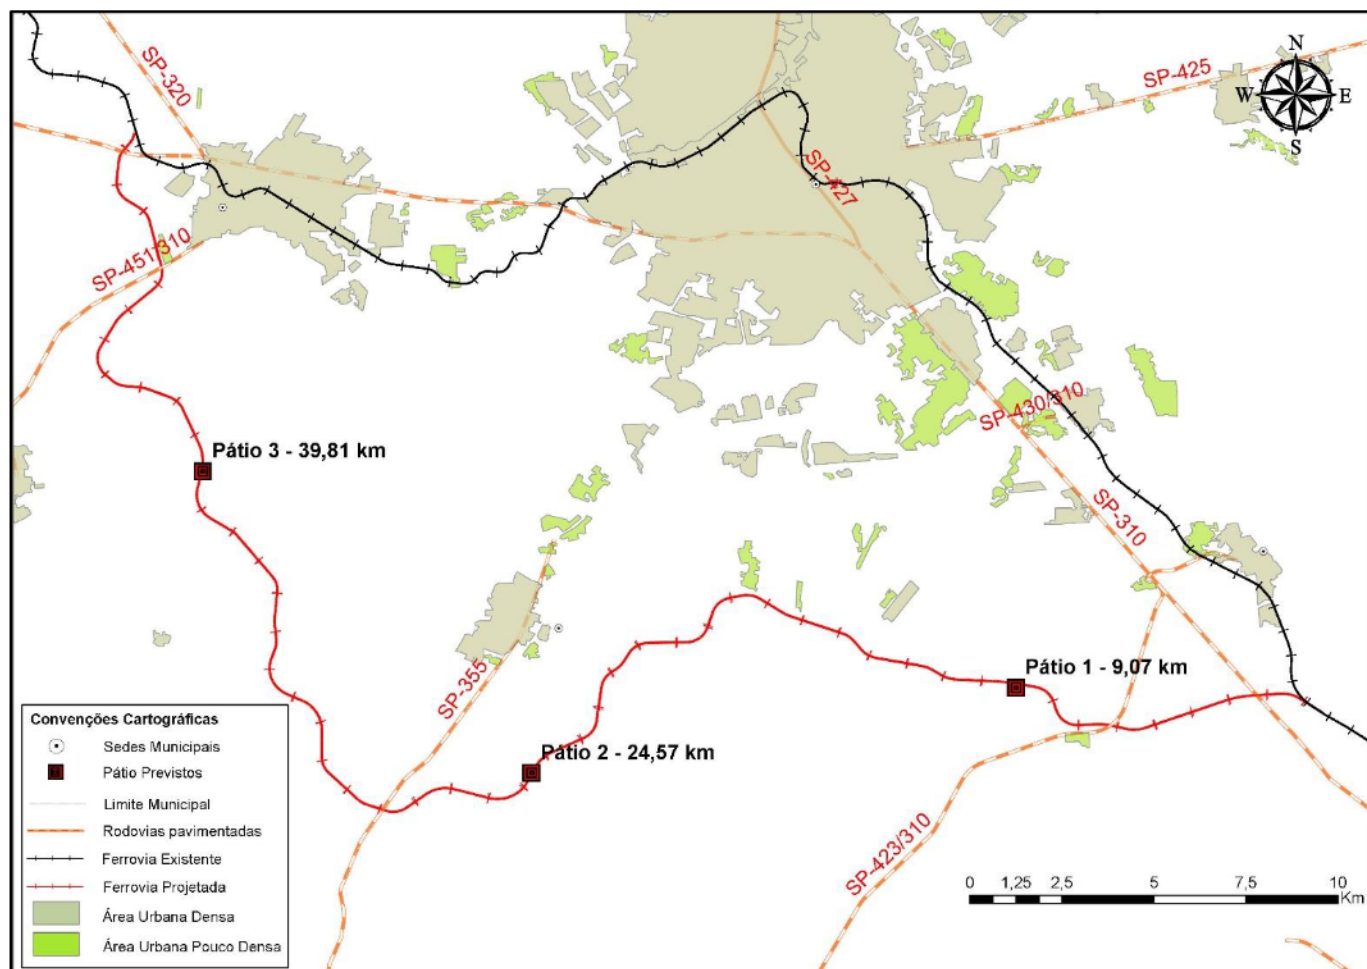 SP-320
SP-425
N
W E
S
SP-427
SP-451/310
SP-430/310
Pátio 3 - 39,81 km
SP-310
SP-355
Pátio 1 - 9,07 km
Pátio 2 - 24,57 km
SP-423/310
Convenções Cartográficas
Sedes Municipais
Pátio Previstos
Limite Municipal
Rodovias pavimentadas
Ferrovia Existente
Ferrovia Projetada
Área Urbana Densa
Área Urbana Pouco Densa
0 1,25 2,5 5 7,5 10
Km